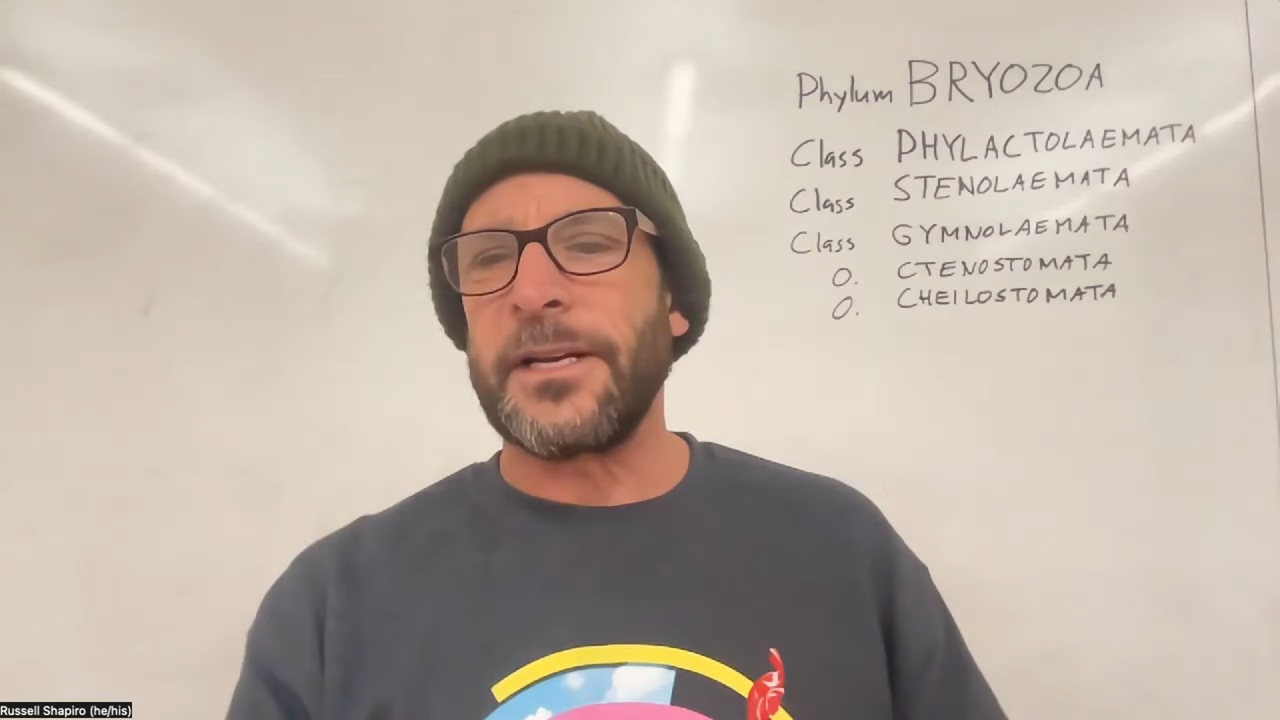 Phylum BRYOZOA
Class PHYLACTOLAEMATA
Class STENOLAEMATA
Class GYMNOLAEMATA
O. CTENOSTOMATA
O. CHEILOSTOMATA
Russell Shapiro (he/his)